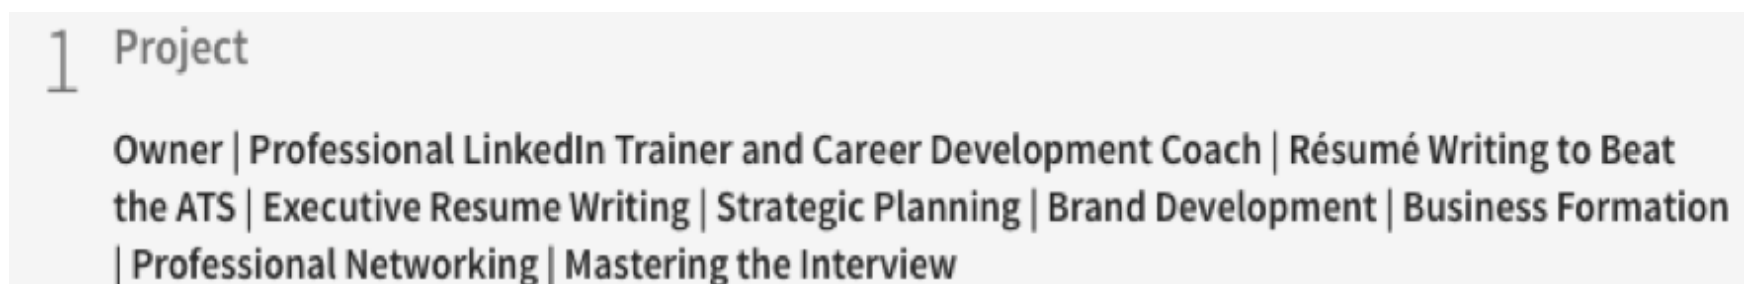 1 Project
Owner | Professional LinkedIn Trainer and Career Development Coach | Résumé Writing to Beat
the ATS | Executive Resume Writing | Strategic Planning | Brand Development | Business Formation
| Professional Networking | Mastering the Interview